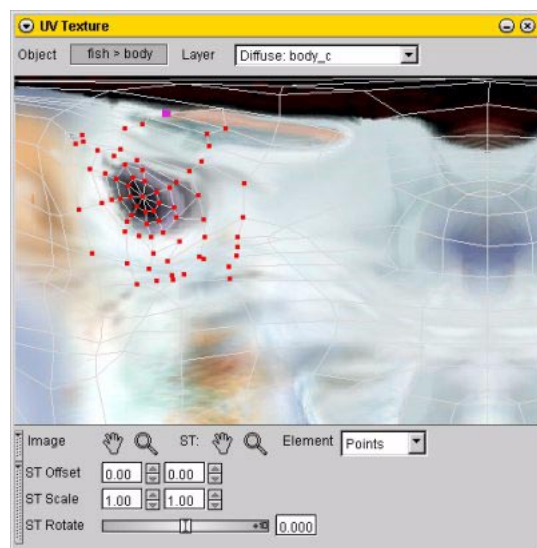 UV Texture
Object fish > body Layer Diffuse: body_c
Image ST: Element Points
ST Offset 0.00 0.00
ST Scale 1.00 1.00
ST Rotate +10 0.000